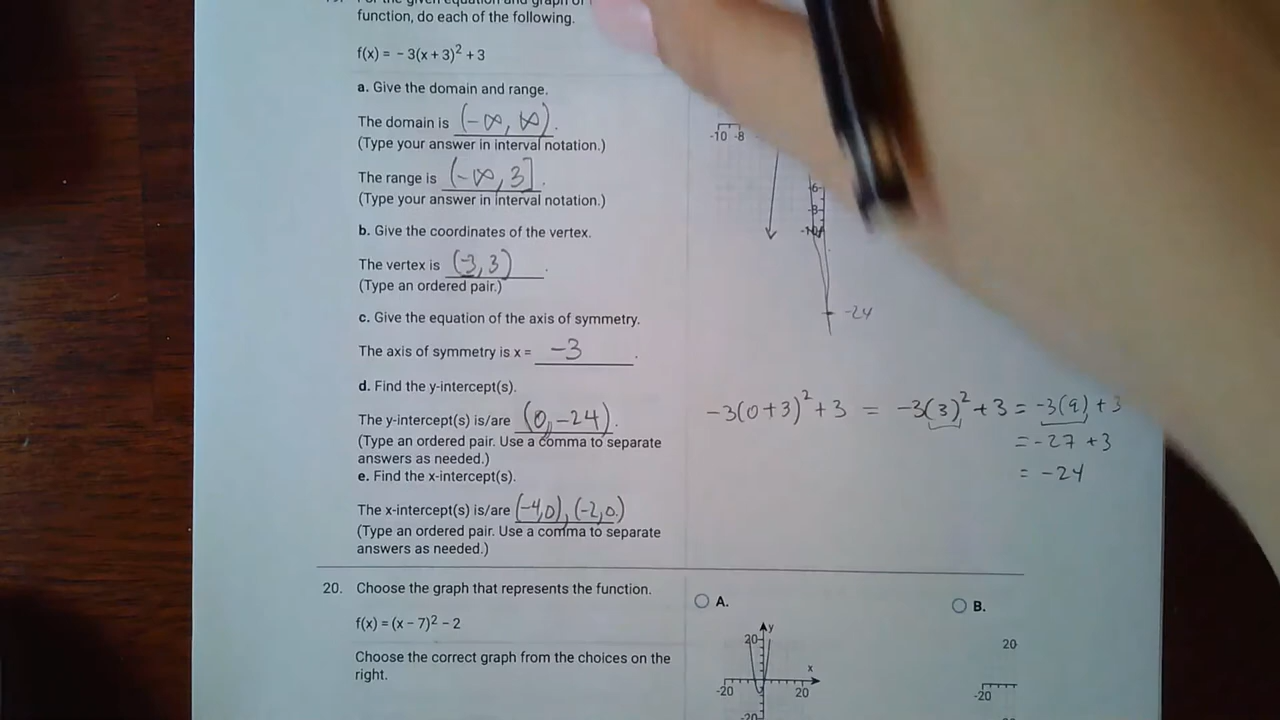 function, do each of the following.
f(x) = - 3(x + 3)² + 3
a. Give the domain and range.
The domain is (-∞, ∞).
(Type your answer in interval notation.)
The range is (-∞, 3].
(Type your answer in interval notation.)
b. Give the coordinates of the vertex.
The vertex is (-3, 3).
(Type an ordered pair.)
c. Give the equation of the axis of symmetry.
The axis of symmetry is x = -3.
d. Find the y-intercept(s).
The y-intercept(s) is/are (0, -24).
(Type an ordered pair. Use a comma to separate
answers as needed.)
e. Find the x-intercept(s).
The x-intercept(s) is/are (-4,0), (-2,0)
(Type an ordered pair. Use a comma to separate
answers as needed.)
-10 -8
-24
-3(0+3)² + 3 = -3(3)² + 3 = -3(9) + 3
= -27 + 3
= -24
20. Choose the graph that represents the function.
f(x) = (x - 7)2 - 2
Choose the correct graph from the choices on the
right.
A.
y
20
x
-20
20
-20
B.
20
-20